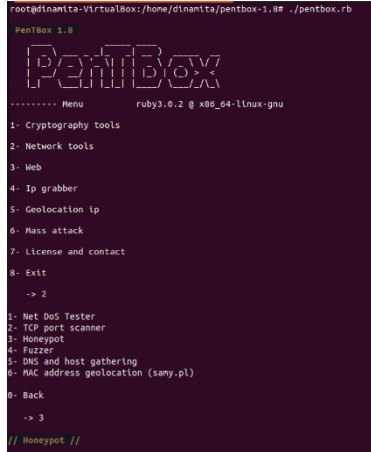 root@dinamita-VirtualBox:/home/dinamita/pentbox-1.8# ./pentbox.rb
PenTBox 1.8
PenTBox
--------- Menu ruby3.0.2 @ x86_64-linux-gnu
1- Cryptography tools
2- Network tools
3- Web
4- Ip grabber
5- Geolocation ip
6- Mass attack
7- License and contact
8- Exit
-> 2
1- Net DoS Tester
2- TCP port scanner
3- Honeypot
4- Fuzzer
5- DNS and host gathering
6- MAC address geolocation (samy.pl)
0- Back
-> 3
// Honeypot //